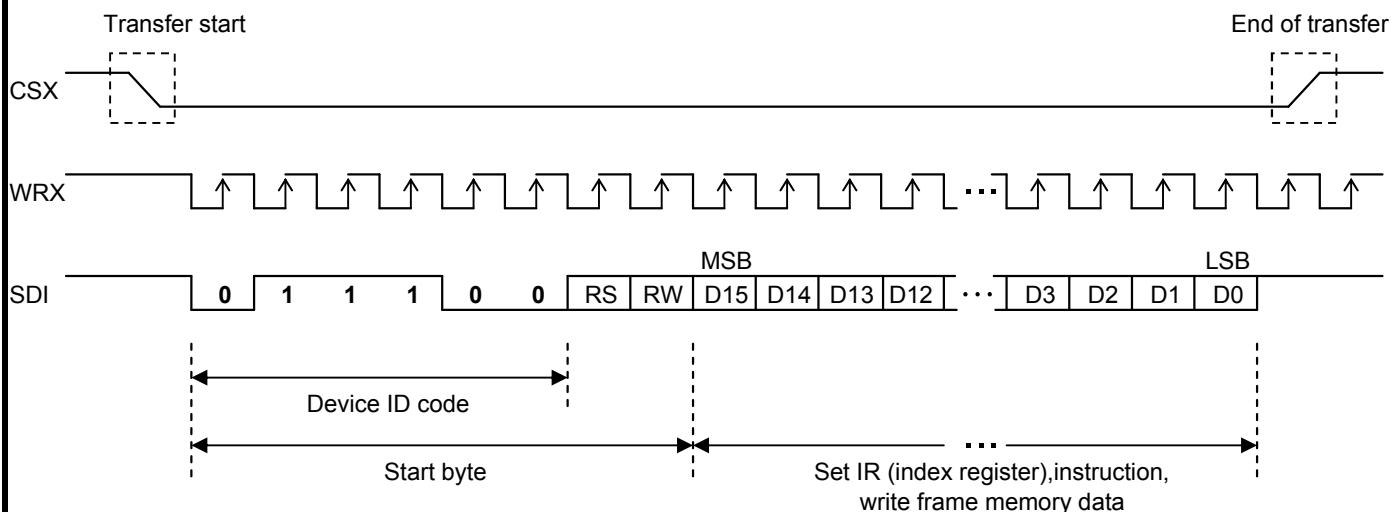 Transfer start End of transfer
CSX
WRX
...
MSB LSB
SDI 0 1 1 1 0 0 RS RW D15 D14 D13 D12 ... D3 D2 D1 D0
Device ID code
...
Start byte Set IR (index register),instruction,
write frame memory data